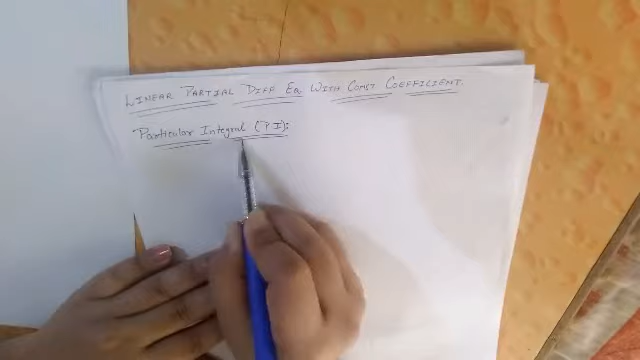 LINEAR PARTIAL DIFF EQ. WITH CONST COEFFICIENT.
Particular Integral (P I):